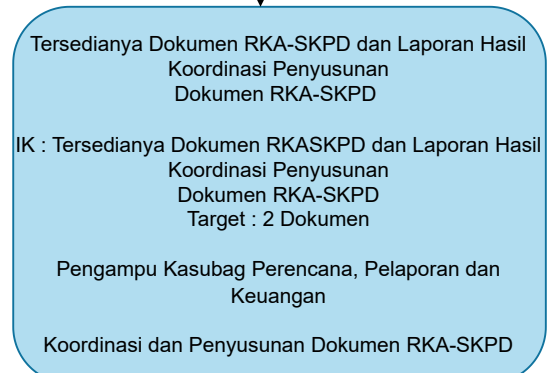 Tersedianya Dokumen RKA-SKPD dan Laporan Hasil
Koordinasi Penyusunan
Dokumen RKA-SKPD
IK : Tersedianya Dokumen RKASKPD dan Laporan Hasil
Koordinasi Penyusunan
Dokumen RKA-SKPD
Target : 2 Dokumen
Pengampu Kasubag Perencana, Pelaporan dan
Keuangan
Koordinasi dan Penyusunan Dokumen RKA-SKPD